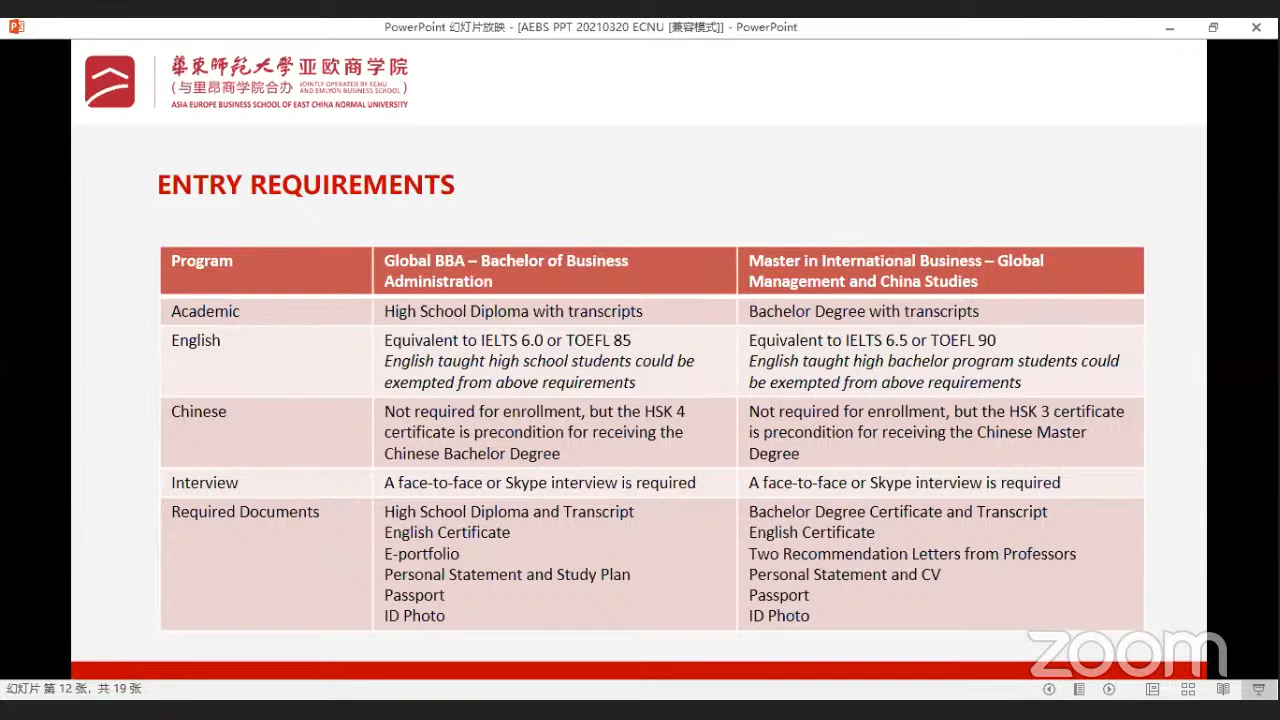 PowerPoint 幻灯片放映 - [AEBS PPT 20210320 ECNU [兼容模式]] - PowerPoint
華東师范大學亚欧商学院
(与里昂商学院合办 JOINTLY OPERATED BY ECNU AND EMLYON BUSINESS SCHOOL)
ASIA EUROPE BUSINESS SCHOOL OF EAST CHINA NORMAL UNIVERSITY
ENTRY REQUIREMENTS
Program
Global BBA – Bachelor of Business
Administration
Master in International Business – Global
Management and China Studies
Academic
High School Diploma with transcripts
Bachelor Degree with transcripts
English
Equivalent to IELTS 6.0 or TOEFL 85
English taught high school students could be
exempted from above requirements
Equivalent to IELTS 6.5 or TOEFL 90
English taught high bachelor program students could
be exempted from above requirements
Chinese
Not required for enrollment, but the HSK 4
certificate is precondition for receiving the
Chinese Bachelor Degree
Not required for enrollment, but the HSK 3 certificate
is precondition for receiving the Chinese Master
Degree
Interview
A face-to-face or Skype interview is required
A face-to-face or Skype interview is required
Required Documents
High School Diploma and Transcript
English Certificate
E-portfolio
Personal Statement and Study Plan
Passport
ID Photo
Bachelor Degree Certificate and Transcript
English Certificate
Two Recommendation Letters from Professors
Personal Statement and CV
Passport
ID Photo
zoom
幻灯片 第 12 张，共 19 张